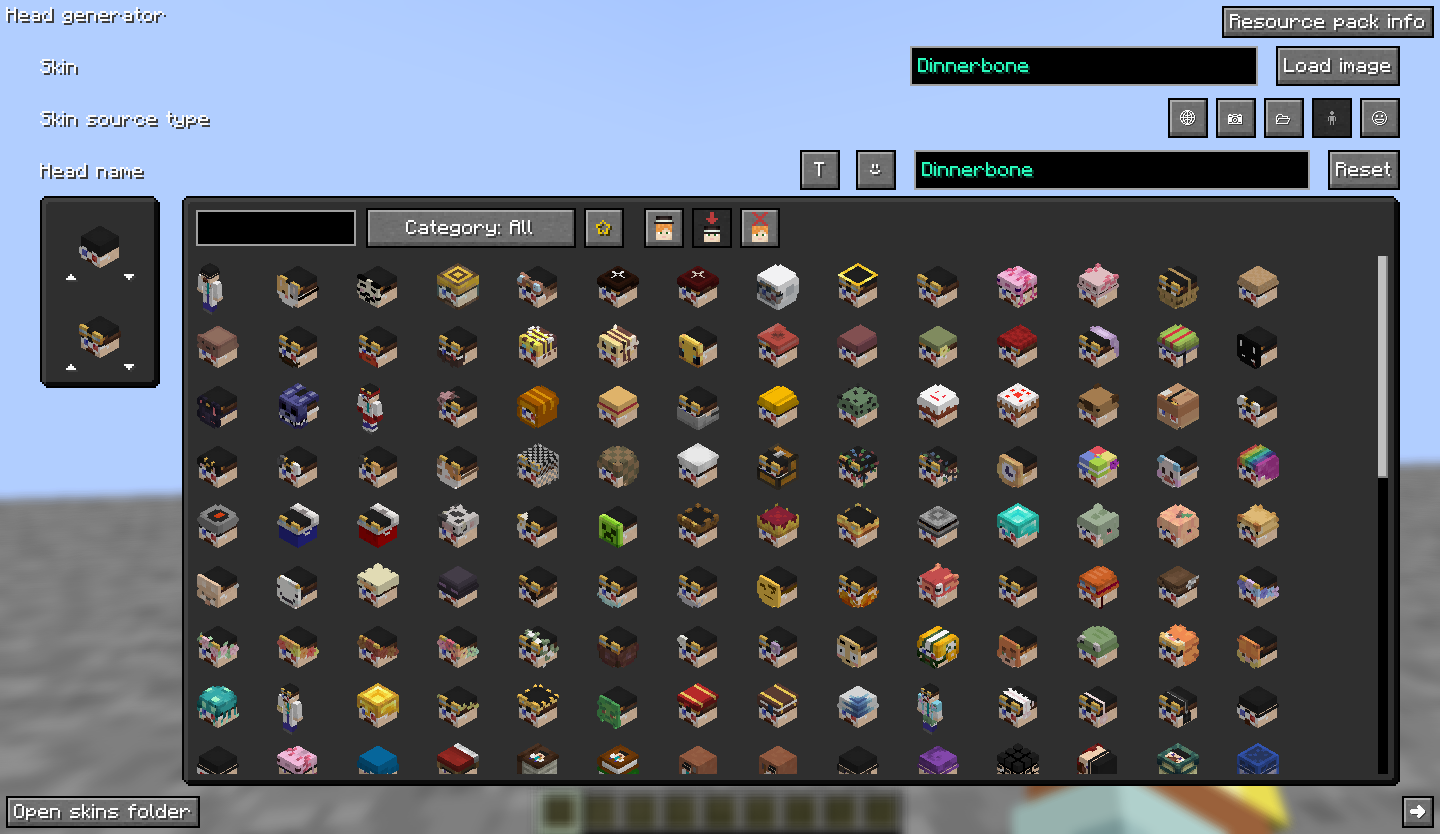 Head generator
Resource pack info
Skin
Dinnerbone
Load image
Skin source type
Head name
T
Dinnerbone
Reset
Category: All
Open skins folder